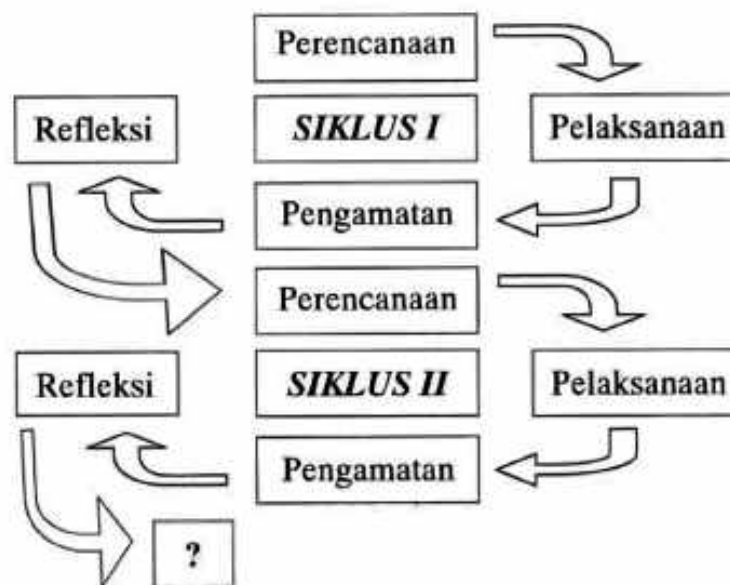 Perencanaan
Refleksi
SIKLUS I
Pelaksanaan
Pengamatan
Perencanaan
Refleksi
SIKLUS II
Pelaksanaan
Pengamatan
?